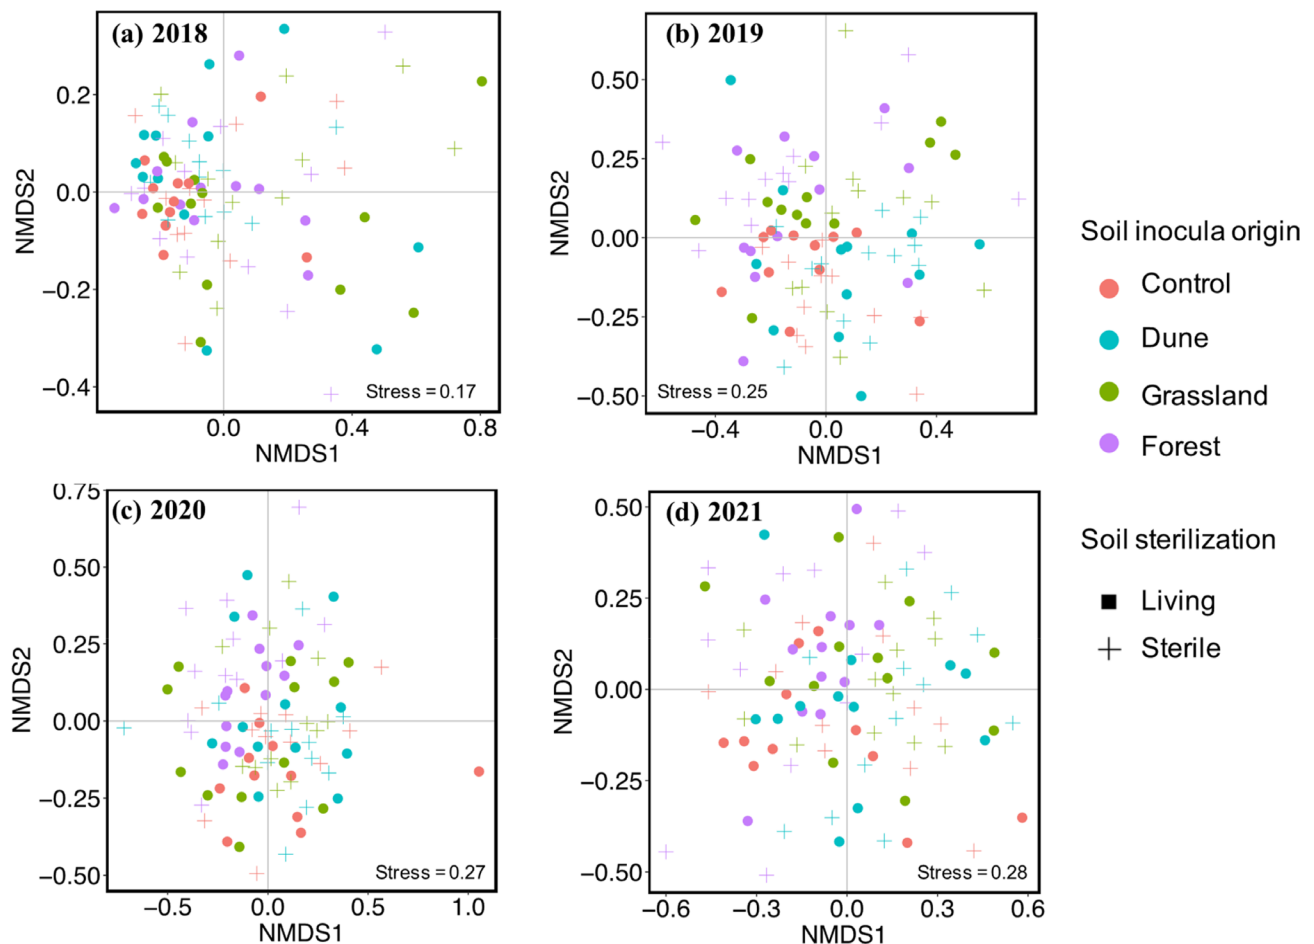 (a) 2018
0.2
0.0
−0.2
−0.4
NMDS2
Stress = 0.17
0.0
0.4
0.8
NMDS1
(b) 2019
0.50
0.25
0.00
−0.25
−0.50
NMDS2
Stress = 0.25
−0.4
0.0
0.4
NMDS1
(c) 2020
0.75
0.50
0.25
0.00
−0.25
−0.50
NMDS2
Stress = 0.27
−0.5
0.0
0.5
1.0
NMDS1
(d) 2021
0.50
0.25
0.00
−0.25
−0.50
NMDS2
Stress = 0.28
−0.6
−0.3
0.0
0.3
0.6
NMDS1
Soil inocula origin
Control
Dune
Grassland
Forest
Soil sterilization
Living
Sterile